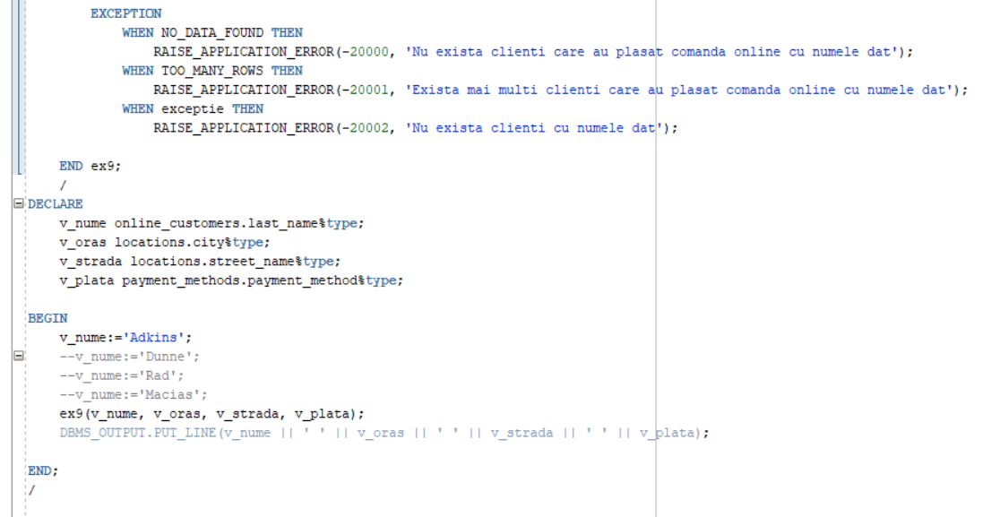 EXCEPTION
WHEN NO_DATA_FOUND THEN
RAISE_APPLICATION_ERROR(-20000, 'Nu exista clienti care au plasat comanda online cu numele dat');
WHEN TOO_MANY_ROWS THEN
RAISE_APPLICATION_ERROR(-20001, 'Exista mai multi clienti care au plasat comanda online cu numele dat');
WHEN exceptie THEN
RAISE_APPLICATION_ERROR(-20002, 'Nu exista clienti cu numele dat');
END ex9;
/
DECLARE
v_nume online_customers.last_name%type;
v_oras locations.city%type;
v_strada locations.street_name%type;
v_plata payment_methods.payment_method%type;
BEGIN
v_nume:='Adkins';
--v_nume:='Dunne';
--v_nume:='Rad';
--v_nume:='Macias';
ex9(v_nume, v_oras, v_strada, v_plata);
DBMS_OUTPUT.PUT_LINE(v_nume || ' ' || v_oras || ' ' || v_strada || ' ' || v_plata);
END;
/